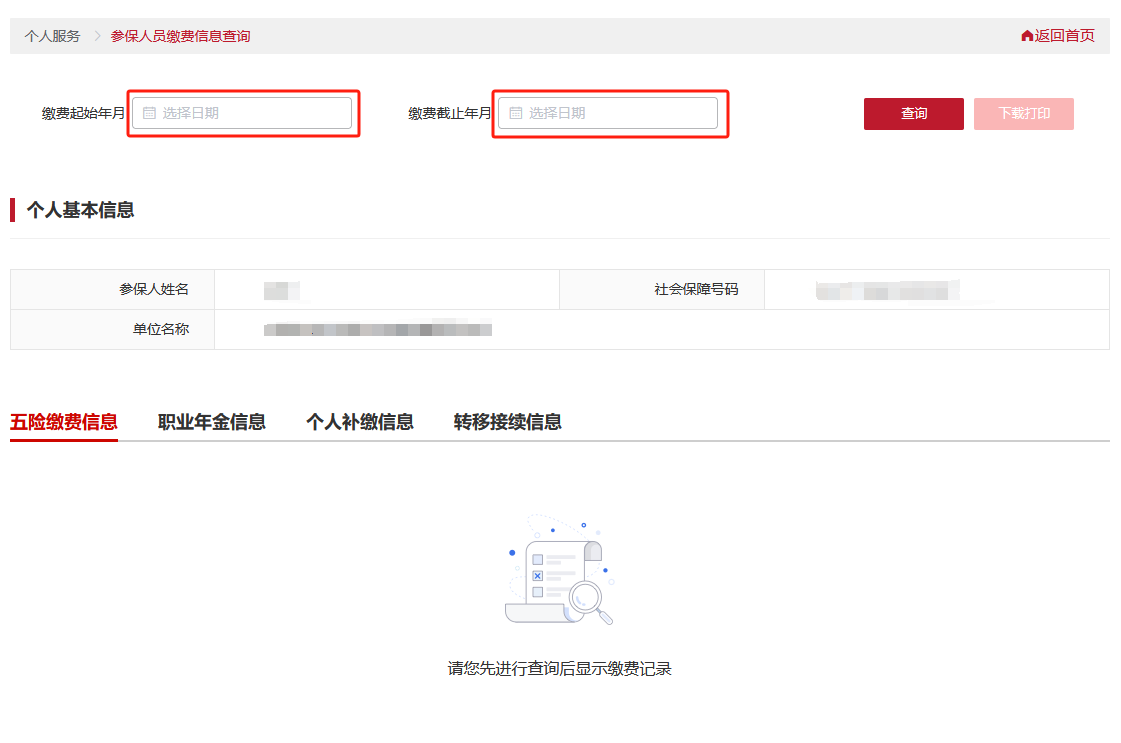 个人服务 参保人员缴费信息查询 返回首页
缴费起始年月 选择日期 缴费截止年月 选择日期 查询 下载打印
个人基本信息
参保人姓名 社会保障号码
单位名称
五险缴费信息 职业年金信息 个人补缴信息 转移接续信息
请您先进行查询后显示缴费记录